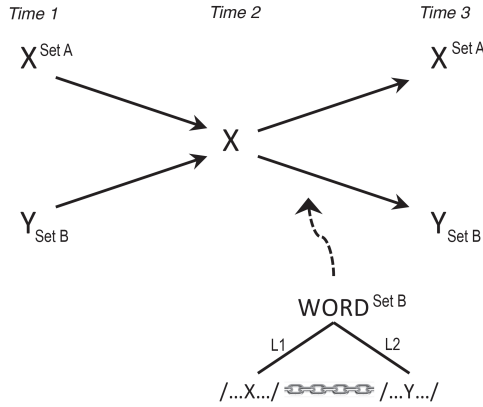 Time 1 Time 2 Time 3
X Set A X Set A
X
Y Set B Y Set B
WORD Set B
L1 L2
/...X.../ /...Y.../